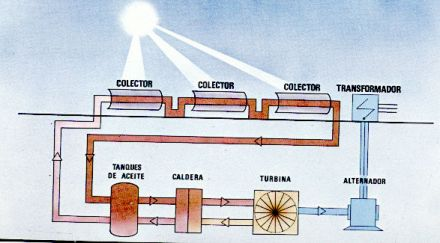 COLECTOR
COLECTOR
COLECTOR
TRANSFORMADOR
TANQUES
DE ACEITE
CALDERA
TURBINA
ALTERNADOR